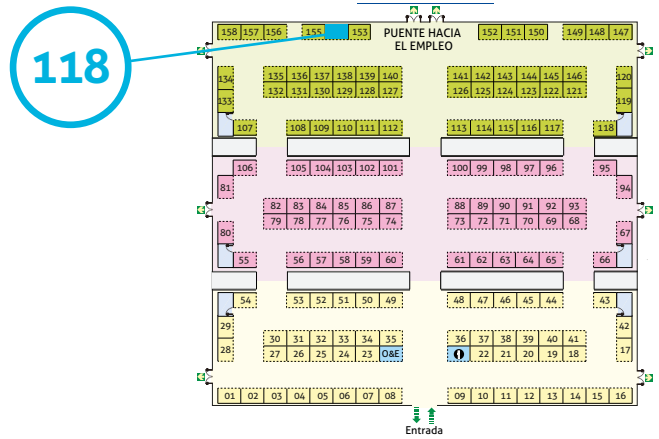 118
158 157 156 155 153 PUENTE HACIA EL EMPLEO 152 151 150 149 148 147
134 135 136 137 138 139 140 141 142 143 144 145 146 120
133 132 131 130 129 128 127 126 125 124 123 122 121 119
107 108 109 110 111 112 113 114 115 116 117 118
106 105 104 103 102 101 100 99 98 97 96 95
81 94
82 83 84 85 86 87 88 89 90 91 92 93
80 79 78 77 76 75 74 73 72 71 70 69 68 67
55 56 57 58 59 60 61 62 63 64 65 66
54 53 52 51 50 49 48 47 46 45 44 43
29 42
30 31 32 33 34 35 36 37 38 39 40 41
28 27 26 25 24 23 O&E 22 21 20 19 18 17
01 02 03 04 05 06 07 08 09 10 11 12 13 14 15 16
Entrada